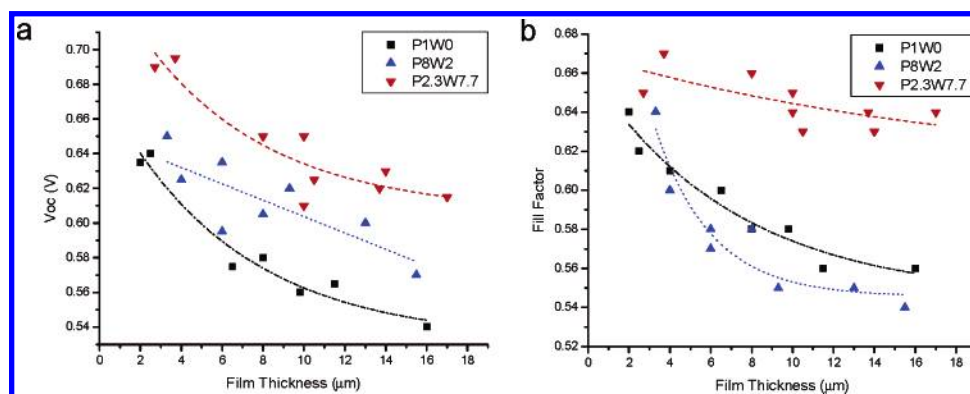 a
Voc (V)
0.70
0.68
0.66
0.64
0.62
0.60
0.58
0.56
0.54
0 2 4 6 8 10 12 14 16 18
Film Thickness (μm)
P1W0
P8W2
P2.3W7.7
b
Fill Factor
0.68
0.66
0.64
0.62
0.60
0.58
0.56
0.54
0.52
0 2 4 6 8 10 12 14 16 18
Film Thickness (μm)
P1W0
P8W2
P2.3W7.7